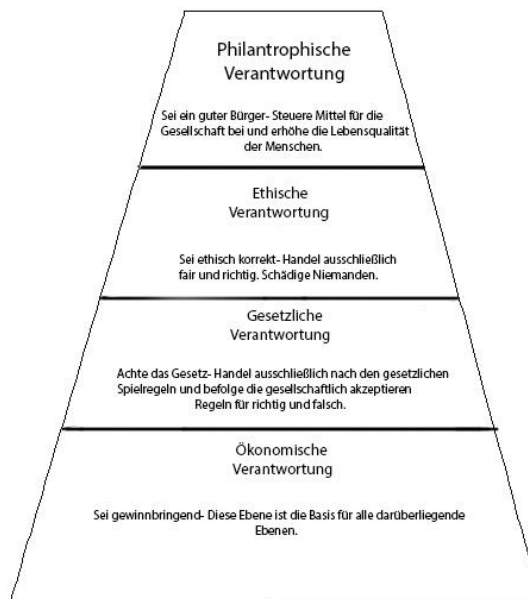 Philantrophische
Verantwortung
Sei ein guter Bürger- Steuere Mittel für die
Gesellschaft bei und erhöhe die Lebensqualität
der Menschen.
Ethische
Verantwortung
Sei ethisch korrekt- Handel ausschließlich
fair und richtig. Schädige Niemanden.
Gesetzliche
Verantwortung
Achte das Gesetz- Handel ausschließlich nach den gesetzlichen
Spielregeln und befolge die gesellschaftlich akzeptieren
Regeln für richtig und falsch.
Ökonomische
Verantwortung
Sei gewinnbringend- Diese Ebene ist die Basis für alle darüberliegende
Ebenen.